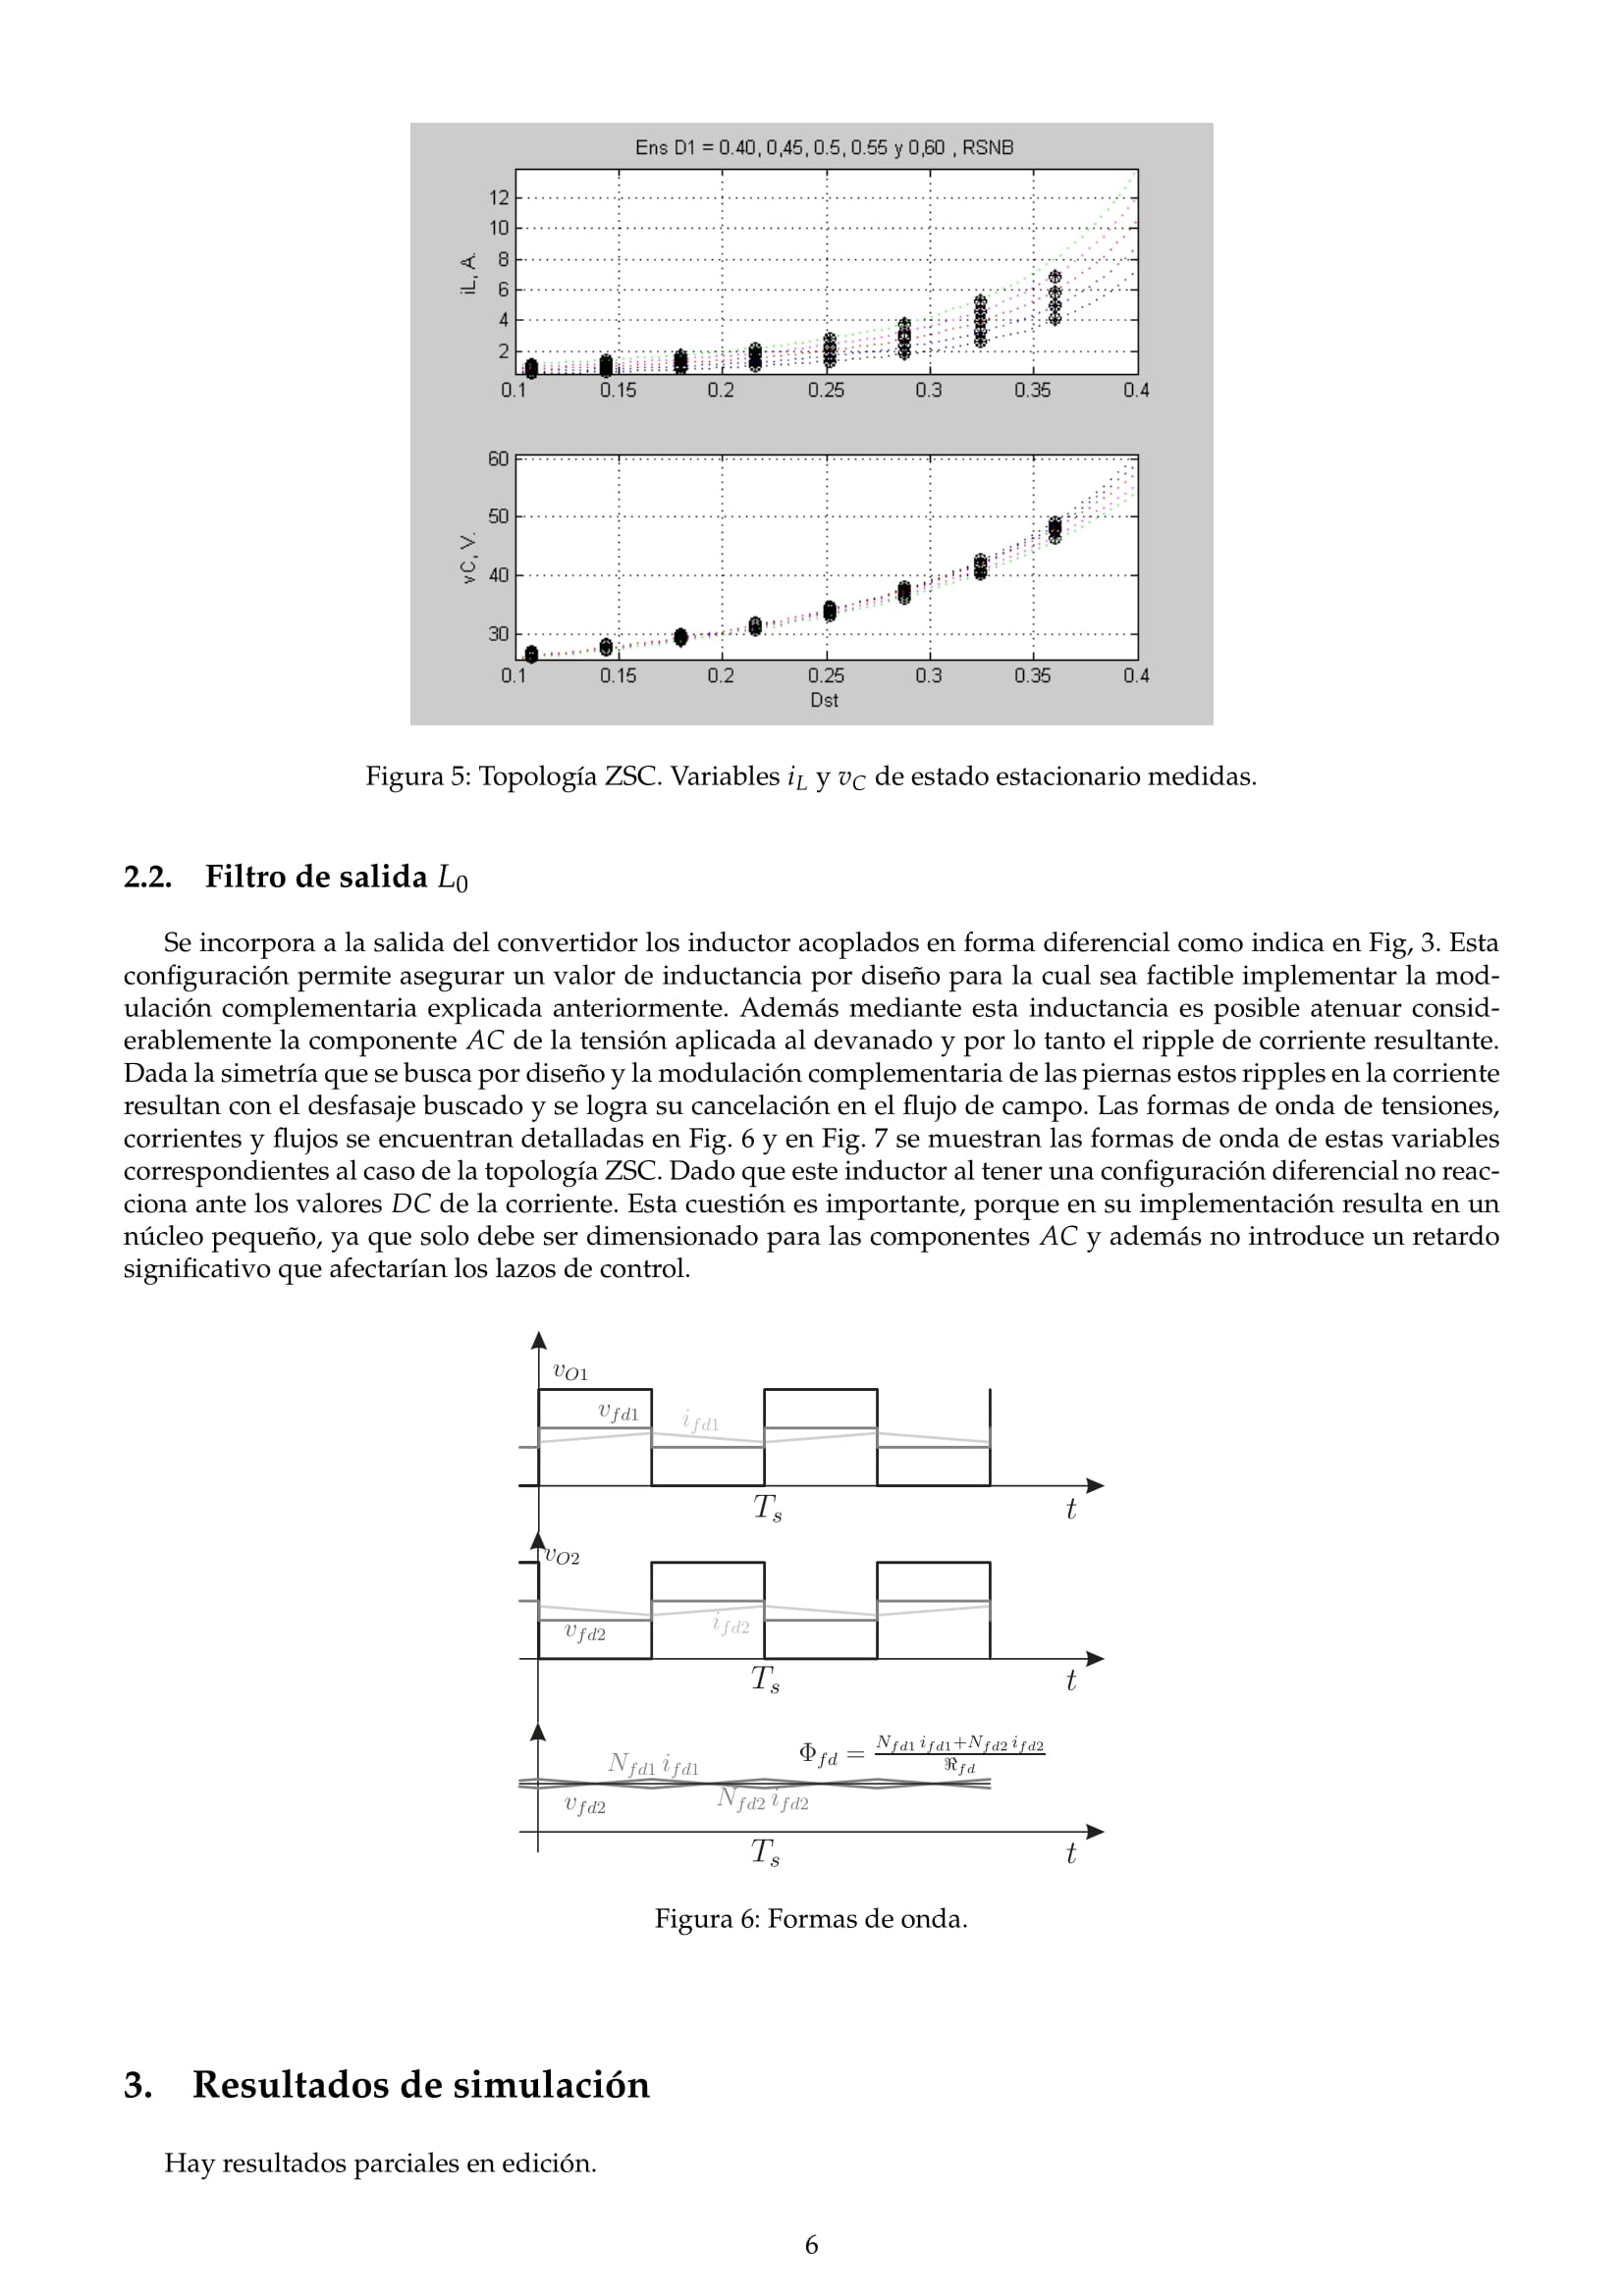 Ens D1 = 0.40, 0,45, 0.5, 0.55 y 0,60 , RSNB
12
10
8
6
4
2
iL, A.
0.1 0.15 0.2 0.25 0.3 0.35 0.4
60
50
40
30
vC, V.
0.1 0.15 0.2 0.25 0.3 0.35 0.4
Dst
Figura 5: Topología ZSC. Variables i_L y v_C de estado estacionario medidas.
2.2. Filtro de salida L_0
Se incorpora a la salida del convertidor los inductor acoplados en forma diferencial como indica en Fig, 3. Esta
configuración permite asegurar un valor de inductancia por diseño para la cual sea factible implementar la mod-
ulación complementaria explicada anteriormente. Además mediante esta inductancia es posible atenuar consid-
erablemente la componente AC de la tensión aplicada al devanado y por lo tanto el ripple de corriente resultante.
Dada la simetría que se busca por diseño y la modulación complementaria de las piernas estos ripples en la corriente
resultan con el desfasaje buscado y se logra su cancelación en el flujo de campo. Las formas de onda de tensiones,
corrientes y flujos se encuentran detalladas en Fig. 6 y en Fig. 7 se muestran las formas de onda de estas variables
correspondientes al caso de la topología ZSC. Dado que este inductor al tener una configuración diferencial no reac-
ciona ante los valores DC de la corriente. Esta cuestión es importante, porque en su implementación resulta en un
núcleo pequeño, ya que solo debe ser dimensionado para las componentes AC y además no introduce un retardo
significativo que afectarían los lazos de control.
v_{O1}
v_{fd1} i_{fd1}
T_s t
v_{O2}
v_{fd2} i_{fd2}
T_s t
N_{fd1} i_{fd1} Φ_{fd} = \frac{N_{fd1} i_{fd1}+N_{fd2} i_{fd2}}{ℜ_{fd}}
v_{fd2} N_{fd2} i_{fd2}
T_s t
Figura 6: Formas de onda.
3. Resultados de simulación
Hay resultados parciales en edición.
6